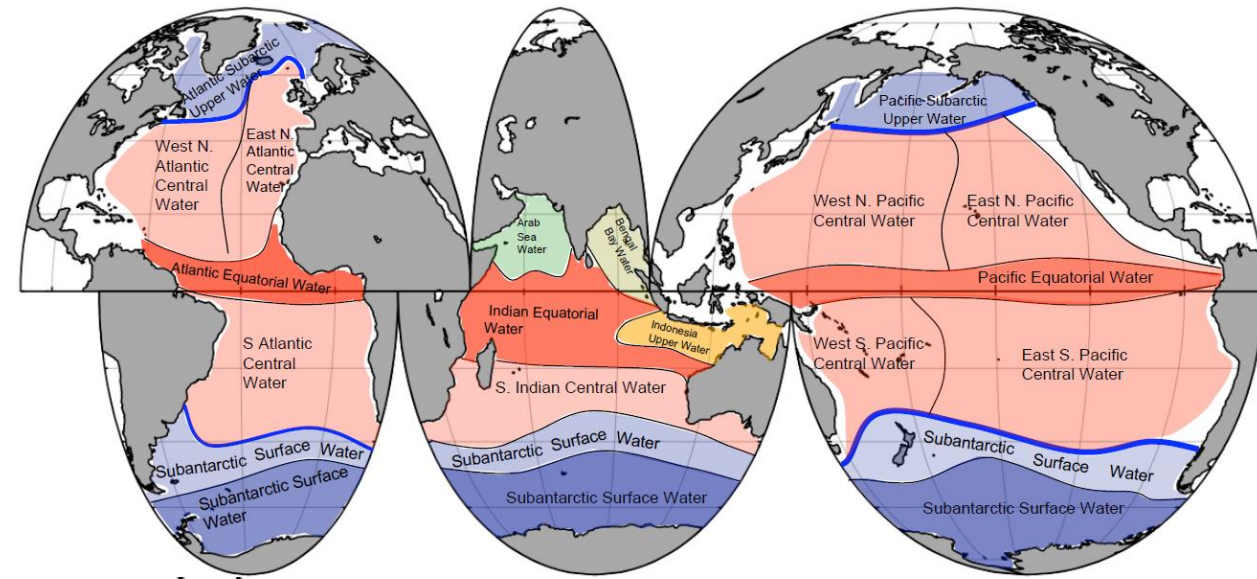 Atlantic Subarctic
Upper Water
West N.
Atlantic
Central
Water
East N.
Atlantic
Central
Water
Atlantic Equatorial Water
S Atlantic
Central
Water
Subantarctic Surface Water
Subantarctic Surface
Water
Arab
Sea
Water
Bengal
Bay Water
Indian Equatorial
Water
Indonesia
Upper Water
S. Indian Central Water
Subantarctic Surface Water
Subantarctic Surface Water
Pacific Subarctic
Upper Water
West N. Pacific
Central Water
East N. Pacific
Central Water
Pacific Equatorial Water
West S. Pacific
Central Water
East S. Pacific
Central Water
Subantarctic Surface Water
Subantarctic Surface Water